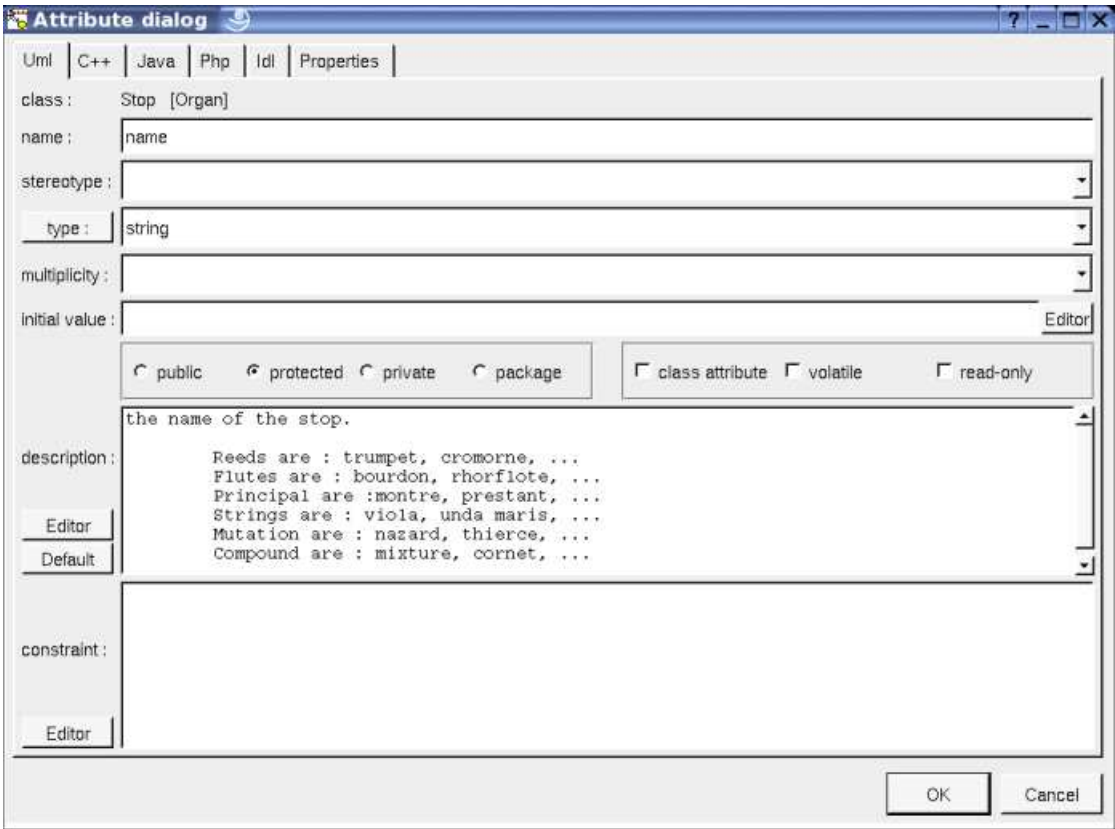 Attribute dialog
Uml C++ Java Php Idl Properties
class : Stop [Organ]
name : name
stereotype :
type : string
multiplicity :
initial value : Editor
public protected private package class attribute volatile read-only
the name of the stop.
description :
Reeds are : trumpet, cromorne, ...
Flutes are : bourdon, rhorflote, ...
Principal are :montre, prestant, ...
Strings are : viola, unda maris, ...
Editor
Mutation are : nazard, thierce, ...
Compound are : mixture, cornet, ...
Default
constraint :
Editor
OK Cancel